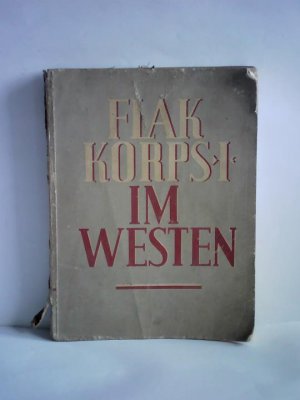 FLAK
KORPS·I·
IM
WESTEN